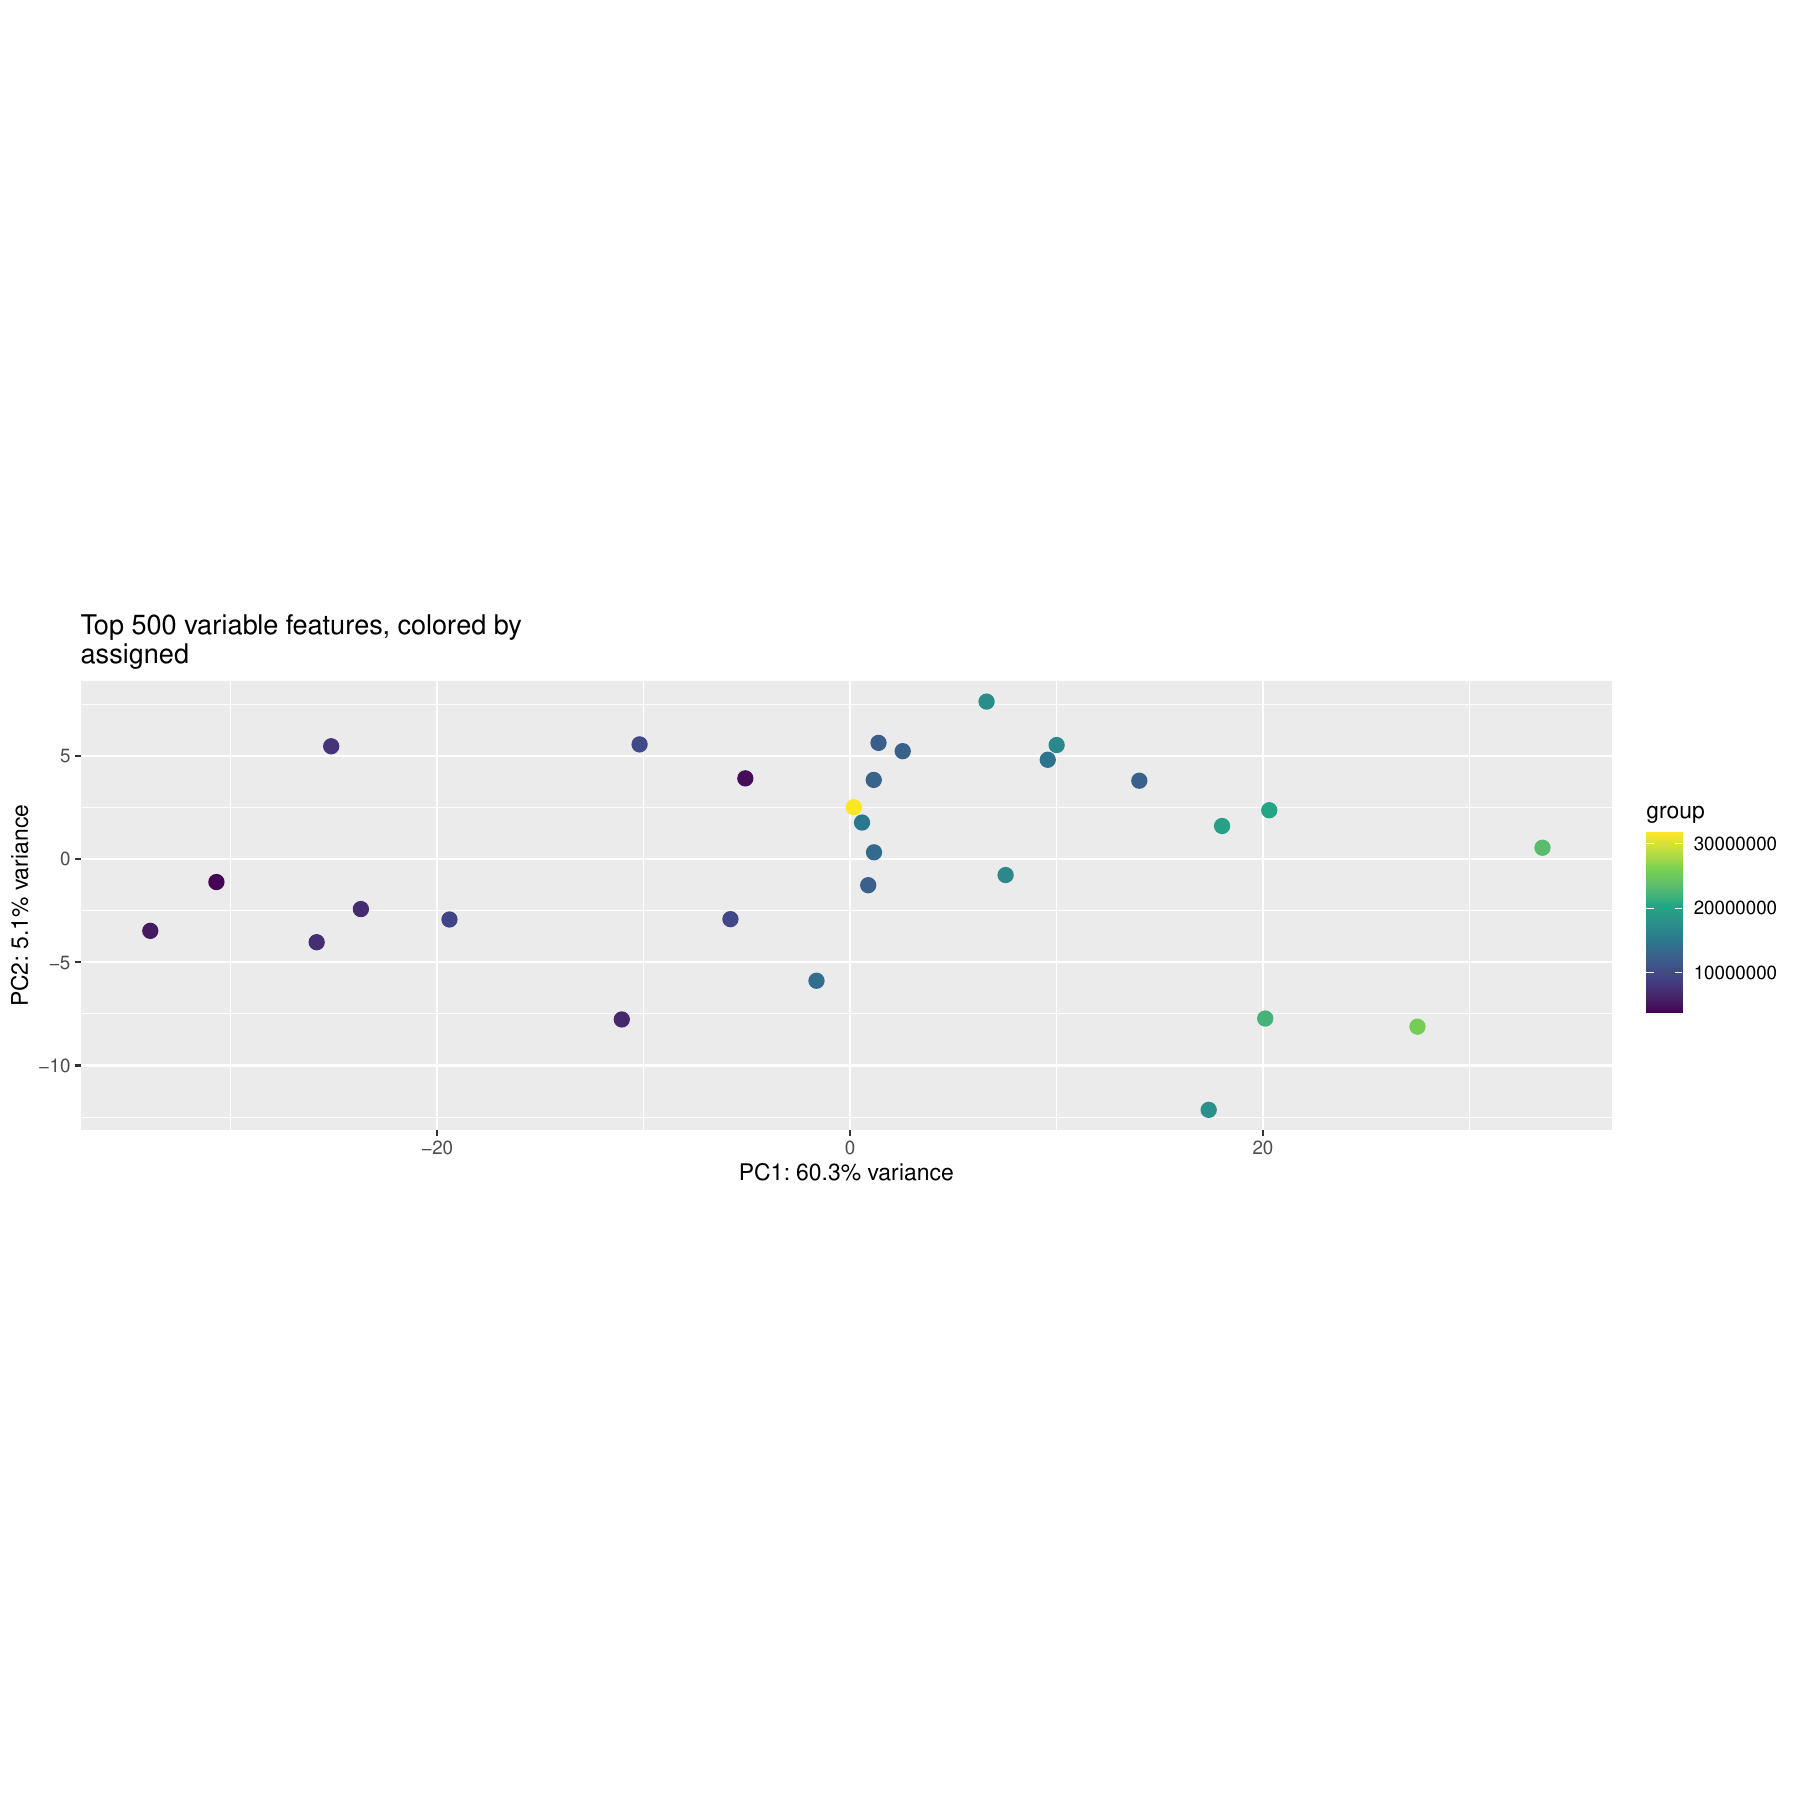 Top 500 variable features, colored by
assigned
5
0
−5
−10
PC2: 5.1% variance
−20
0
20
PC1: 60.3% variance
group
30000000
20000000
10000000